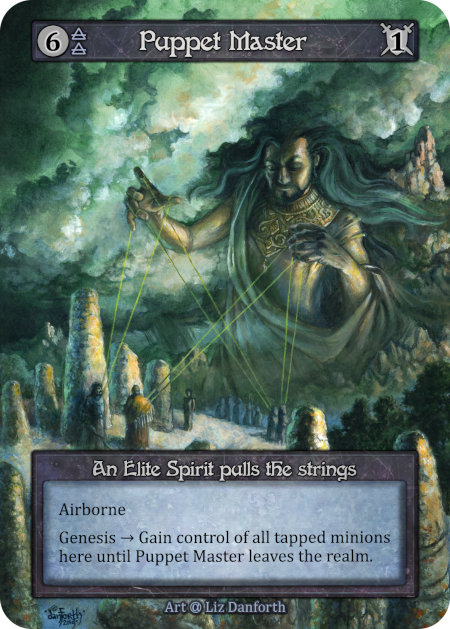 6 Puppet Master 1
An Elite Spirit pulls the strings
Airborne
Genesis → Gain control of all tapped minions
here until Puppet Master leaves the realm.
Art @ Liz Danforth
danforth